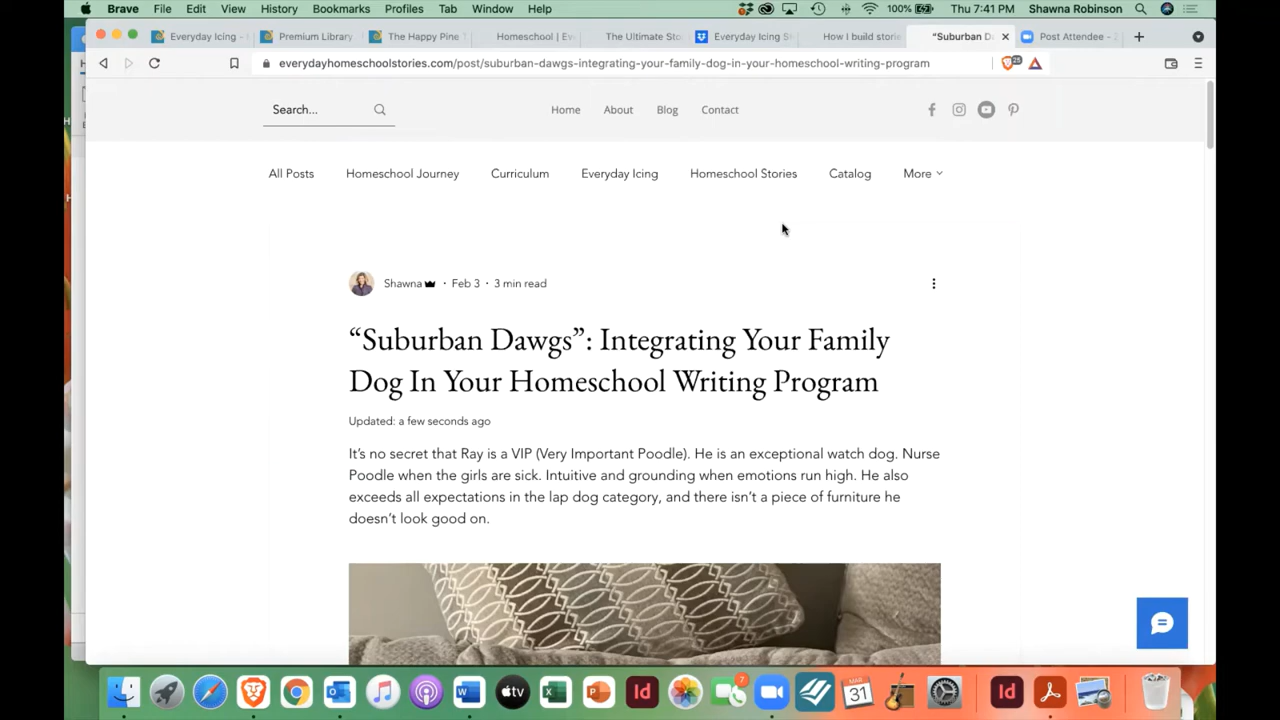 Brave File Edit View History Bookmarks Profiles Tab Window Help 100% Thu 7:41 PM Shawna Robinson
Everyday Icing - Premium Library The Happy Pine T Homeschool | Eve The Ultimate Sto Everyday Icing S How I build storie "Suburban D Post Attendee - Z
everydayhomeschoolstories.com/post/suburban-dawgs-integrating-your-family-dog-in-your-homeschool-writing-program 25
Search... Home About Blog Contact
All Posts Homeschool Journey Curriculum Everyday Icing Homeschool Stories Catalog More
Shawna · Feb 3 · 3 min read
“Suburban Dawgs”: Integrating Your Family
Dog In Your Homeschool Writing Program
Updated: a few seconds ago
It’s no secret that Ray is a VIP (Very Important Poodle). He is an exceptional watch dog. Nurse
Poodle when the girls are sick. Intuitive and grounding when emotions run high. He also
exceeds all expectations in the lap dog category, and there isn’t a piece of furniture he
doesn’t look good on.
W tv X P Id 7 MAR 31 Id